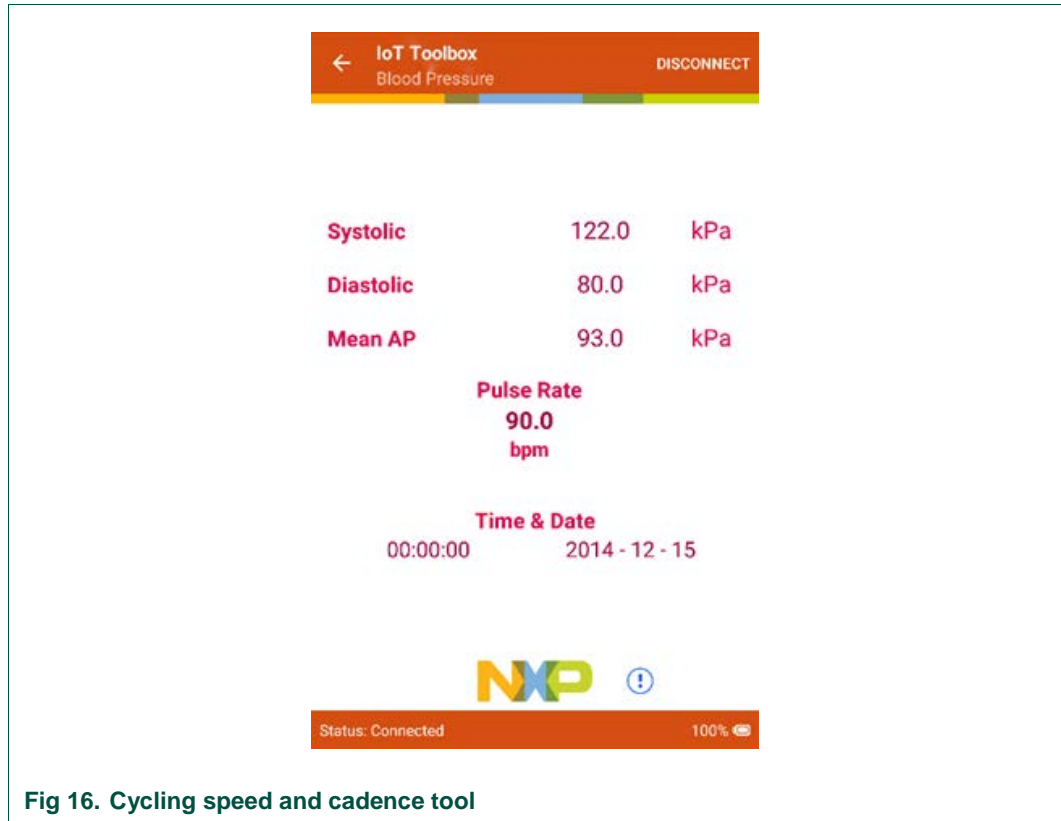 IoT Toolbox
Blood Pressure
DISCONNECT
Systolic 122.0 kPa
Diastolic 80.0 kPa
Mean AP 93.0 kPa
Pulse Rate
90.0
bpm
Time & Date
00:00:00 2014 - 12 - 15
NXP
Status: Connected 100%
Fig 16. Cycling speed and cadence tool